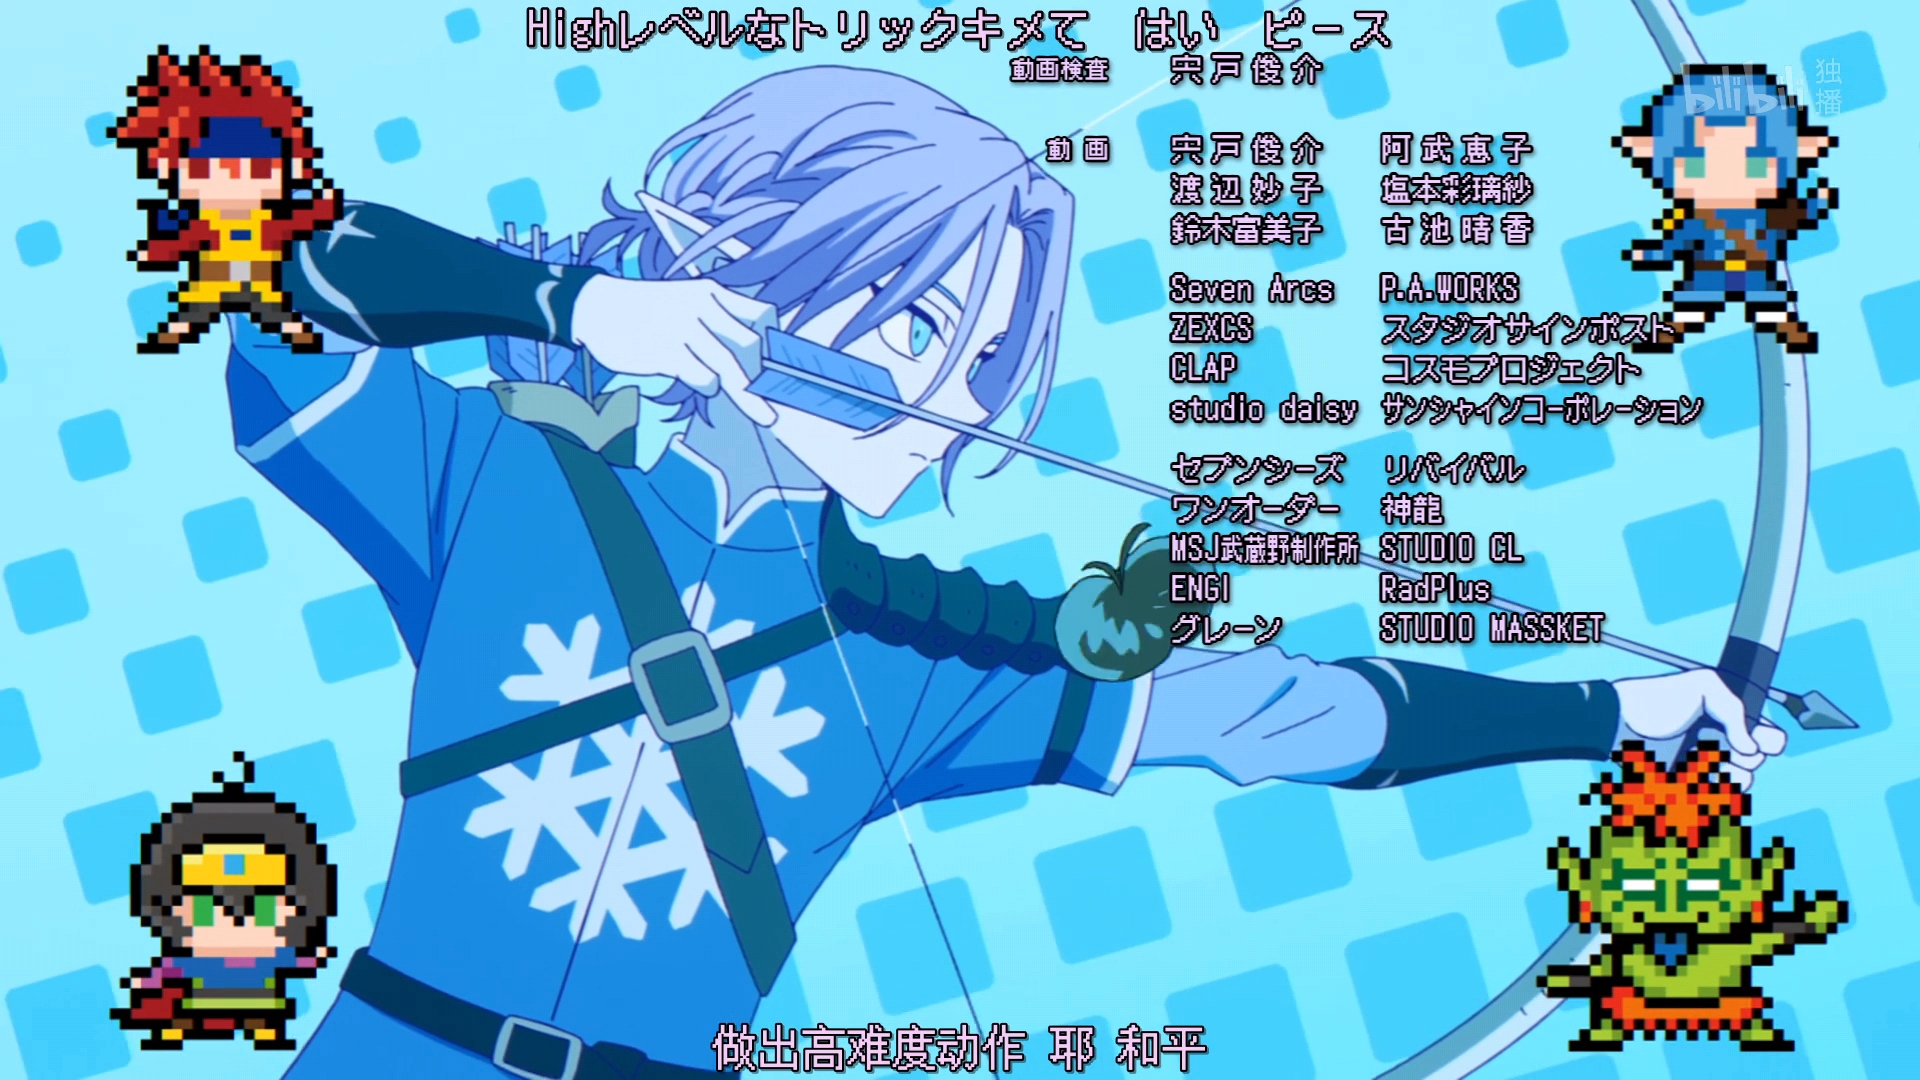 Highレベルなトリックキメて　はい　ピース
動画検査 宍戸俊介
bilibili 独播
動画 宍戸俊介 阿武恵子
渡辺妙子 塩本彩璃紗
鈴木富美子 古池晴香
Seven Arcs P.A.WORKS
ZEXCS スタジオサインポスト
CLAP コスモプロジェクト
studio daisy サンシャインコーポレーション
セブンシーズ リバイバル
ワンオーダー 神龍
MSJ武蔵野制作所 STUDIO CL
ENGI RadPlus
グレーン STUDIO MASSKET
做出高难度动作 耶 和平